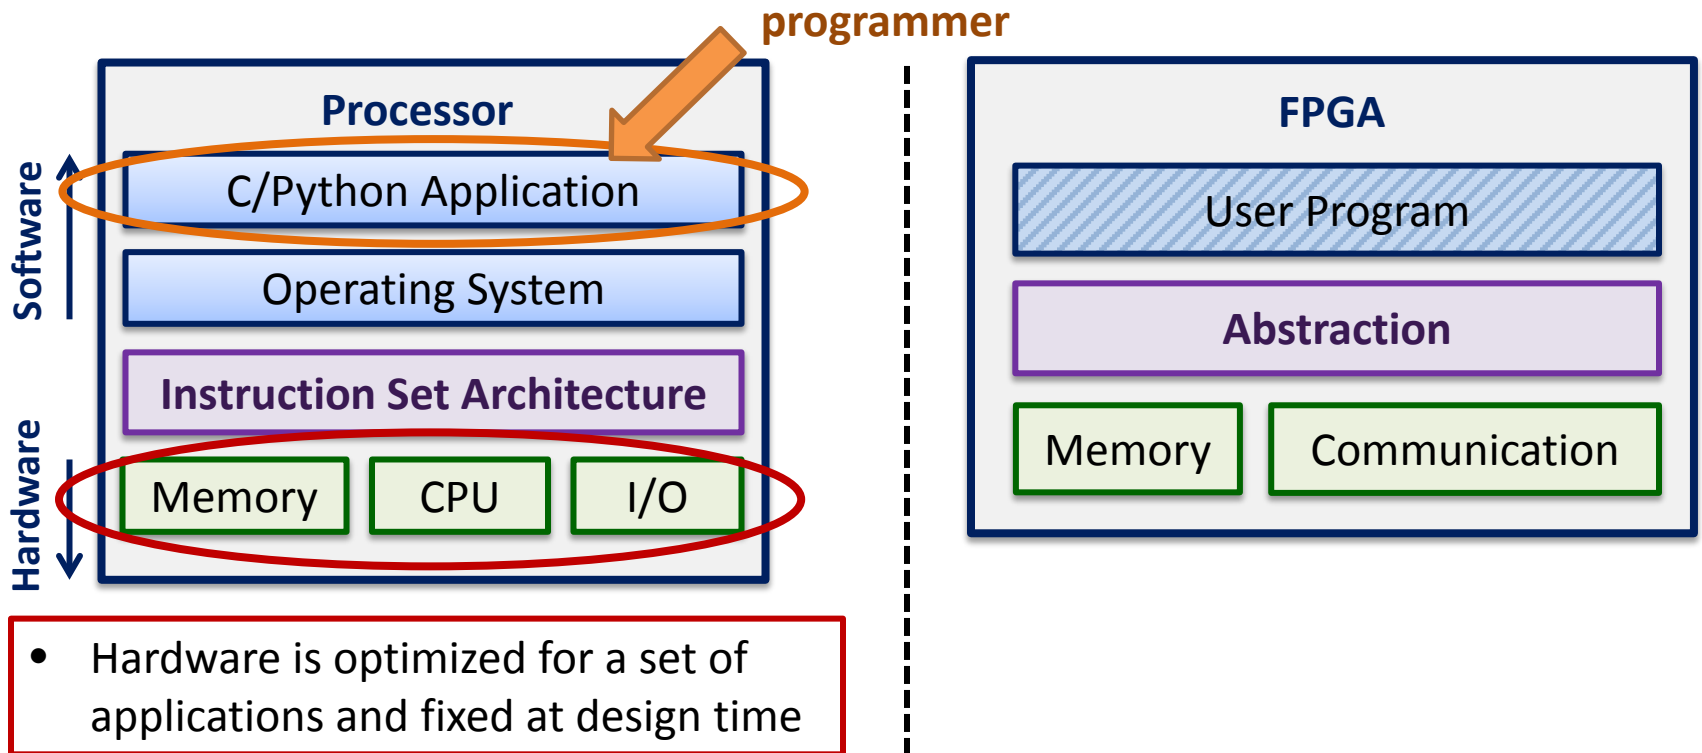 programmer
Processor
Software
C/Python Application
Operating System
Instruction Set Architecture
Hardware
Memory
CPU
I/O
• Hardware is optimized for a set of
applications and fixed at design time
FPGA
User Program
Abstraction
Memory
Communication